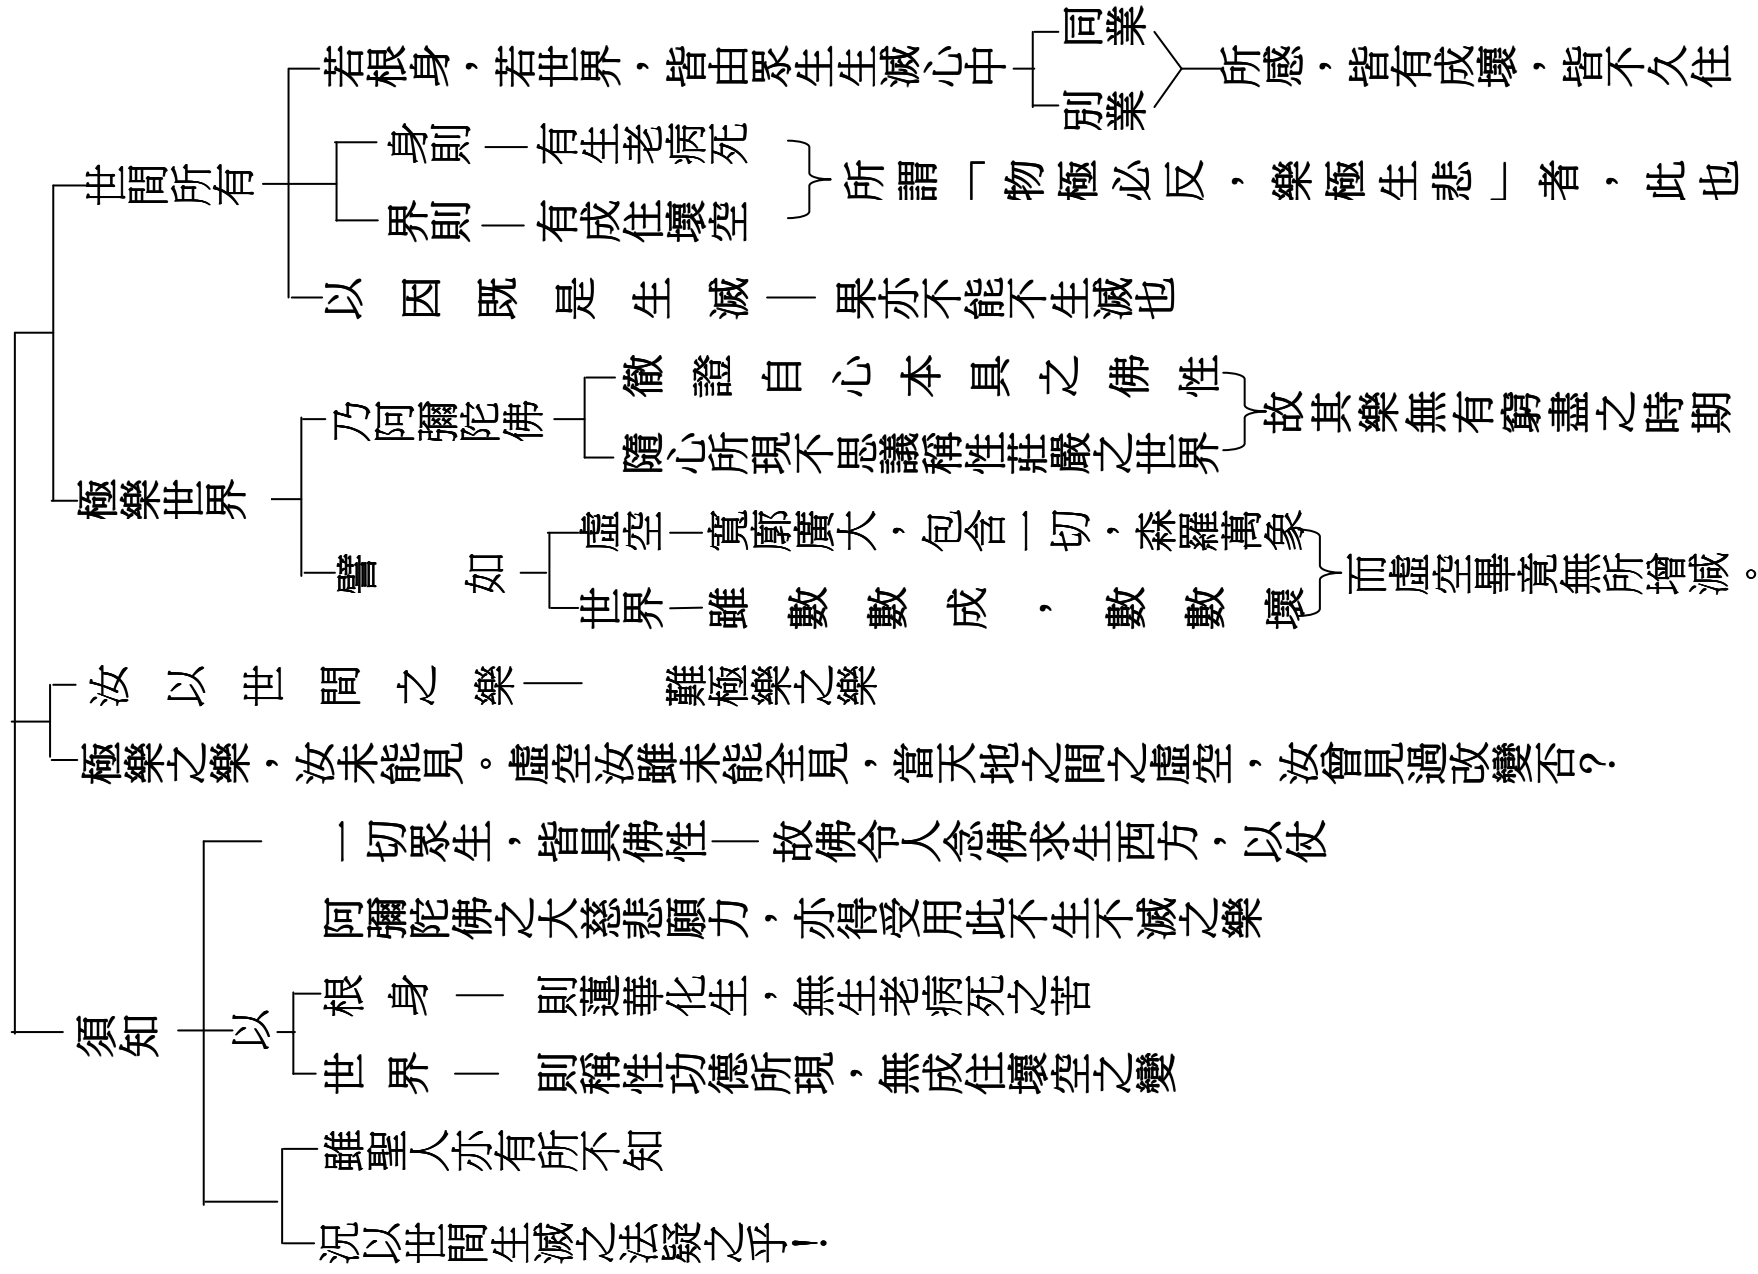 世間所有
若根身，若世界，皆由眾生生滅心中
同業
別業
所感，皆有成壞，皆不久住
身則
有生老病死
界則
有成住壞空
所謂「物極必反，樂極生悲」者，此也
以因既是生滅
果亦不能不生滅也
極樂世界
乃阿彌陀佛
徹證自心本具之佛性
隨心所現不思議稱性莊嚴之世界
故其樂無有窮盡之時期
譬如
虛空
寬廓廣大，包含一切，森羅萬象
世界
雖數數成，數數壞
而虛空畢竟無所增減。
汝以世間之樂
難極樂之樂
極樂之樂，汝未能見。虛空汝雖未能全見，當天地之間之虛空，汝曾見過改變否？
須知
一切眾生，皆具佛性
故佛令人念佛求生西方，以仗
阿彌陀佛之大慈悲願力，亦得受用此不生不滅之樂
以
根身
則蓮華化生，無生老病死之苦
世界
則稱性功德所現，無成住壞空之變
雖聖人亦有所不知
況以世間生滅之法疑之乎！